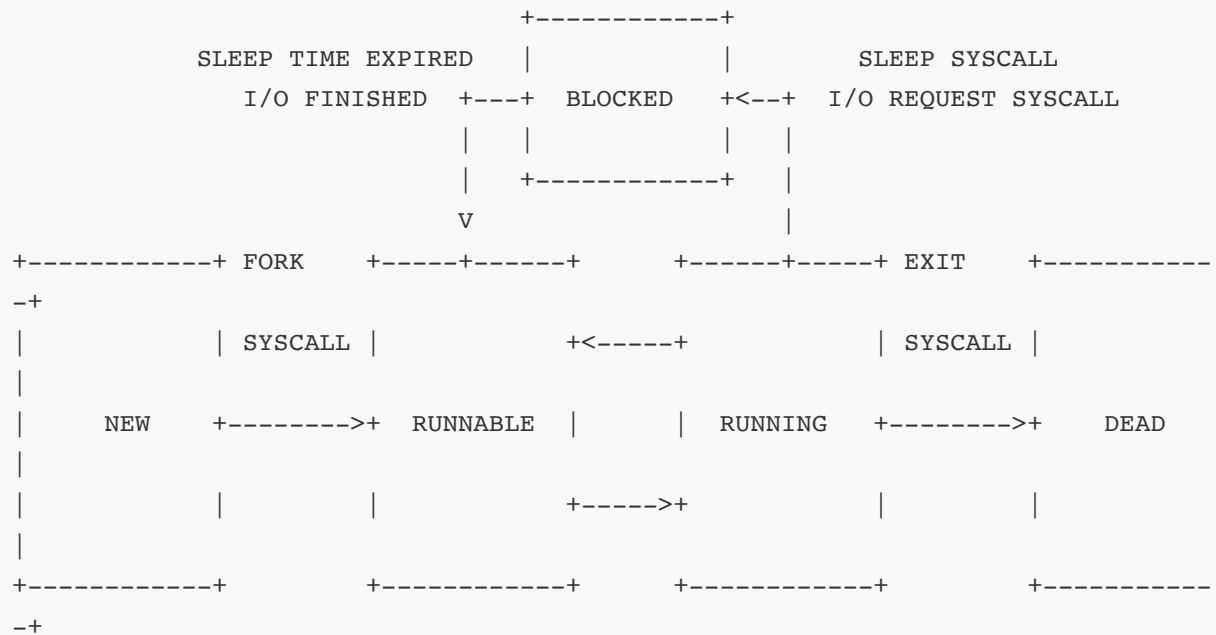 +------------+
          SLEEP TIME EXPIRED   |            |       SLEEP SYSCALL
             I/O FINISHED  +---+  BLOCKED   +<--+  I/O REQUEST SYSCALL
                           |   |            |   |
                           |   +------------+   |
                           V                    |
+------------+ FORK    +-----+------+      +------+-----+ EXIT    +-----------
-+
|            | SYSCALL |            +<-----+            | SYSCALL |
|
|     NEW    +-------->+  RUNNABLE  |      |  RUNNING   +-------->+    DEAD
|
|            |         |            +----->+            |         |
|
+------------+         +------------+      +------------+         +-----------
-+